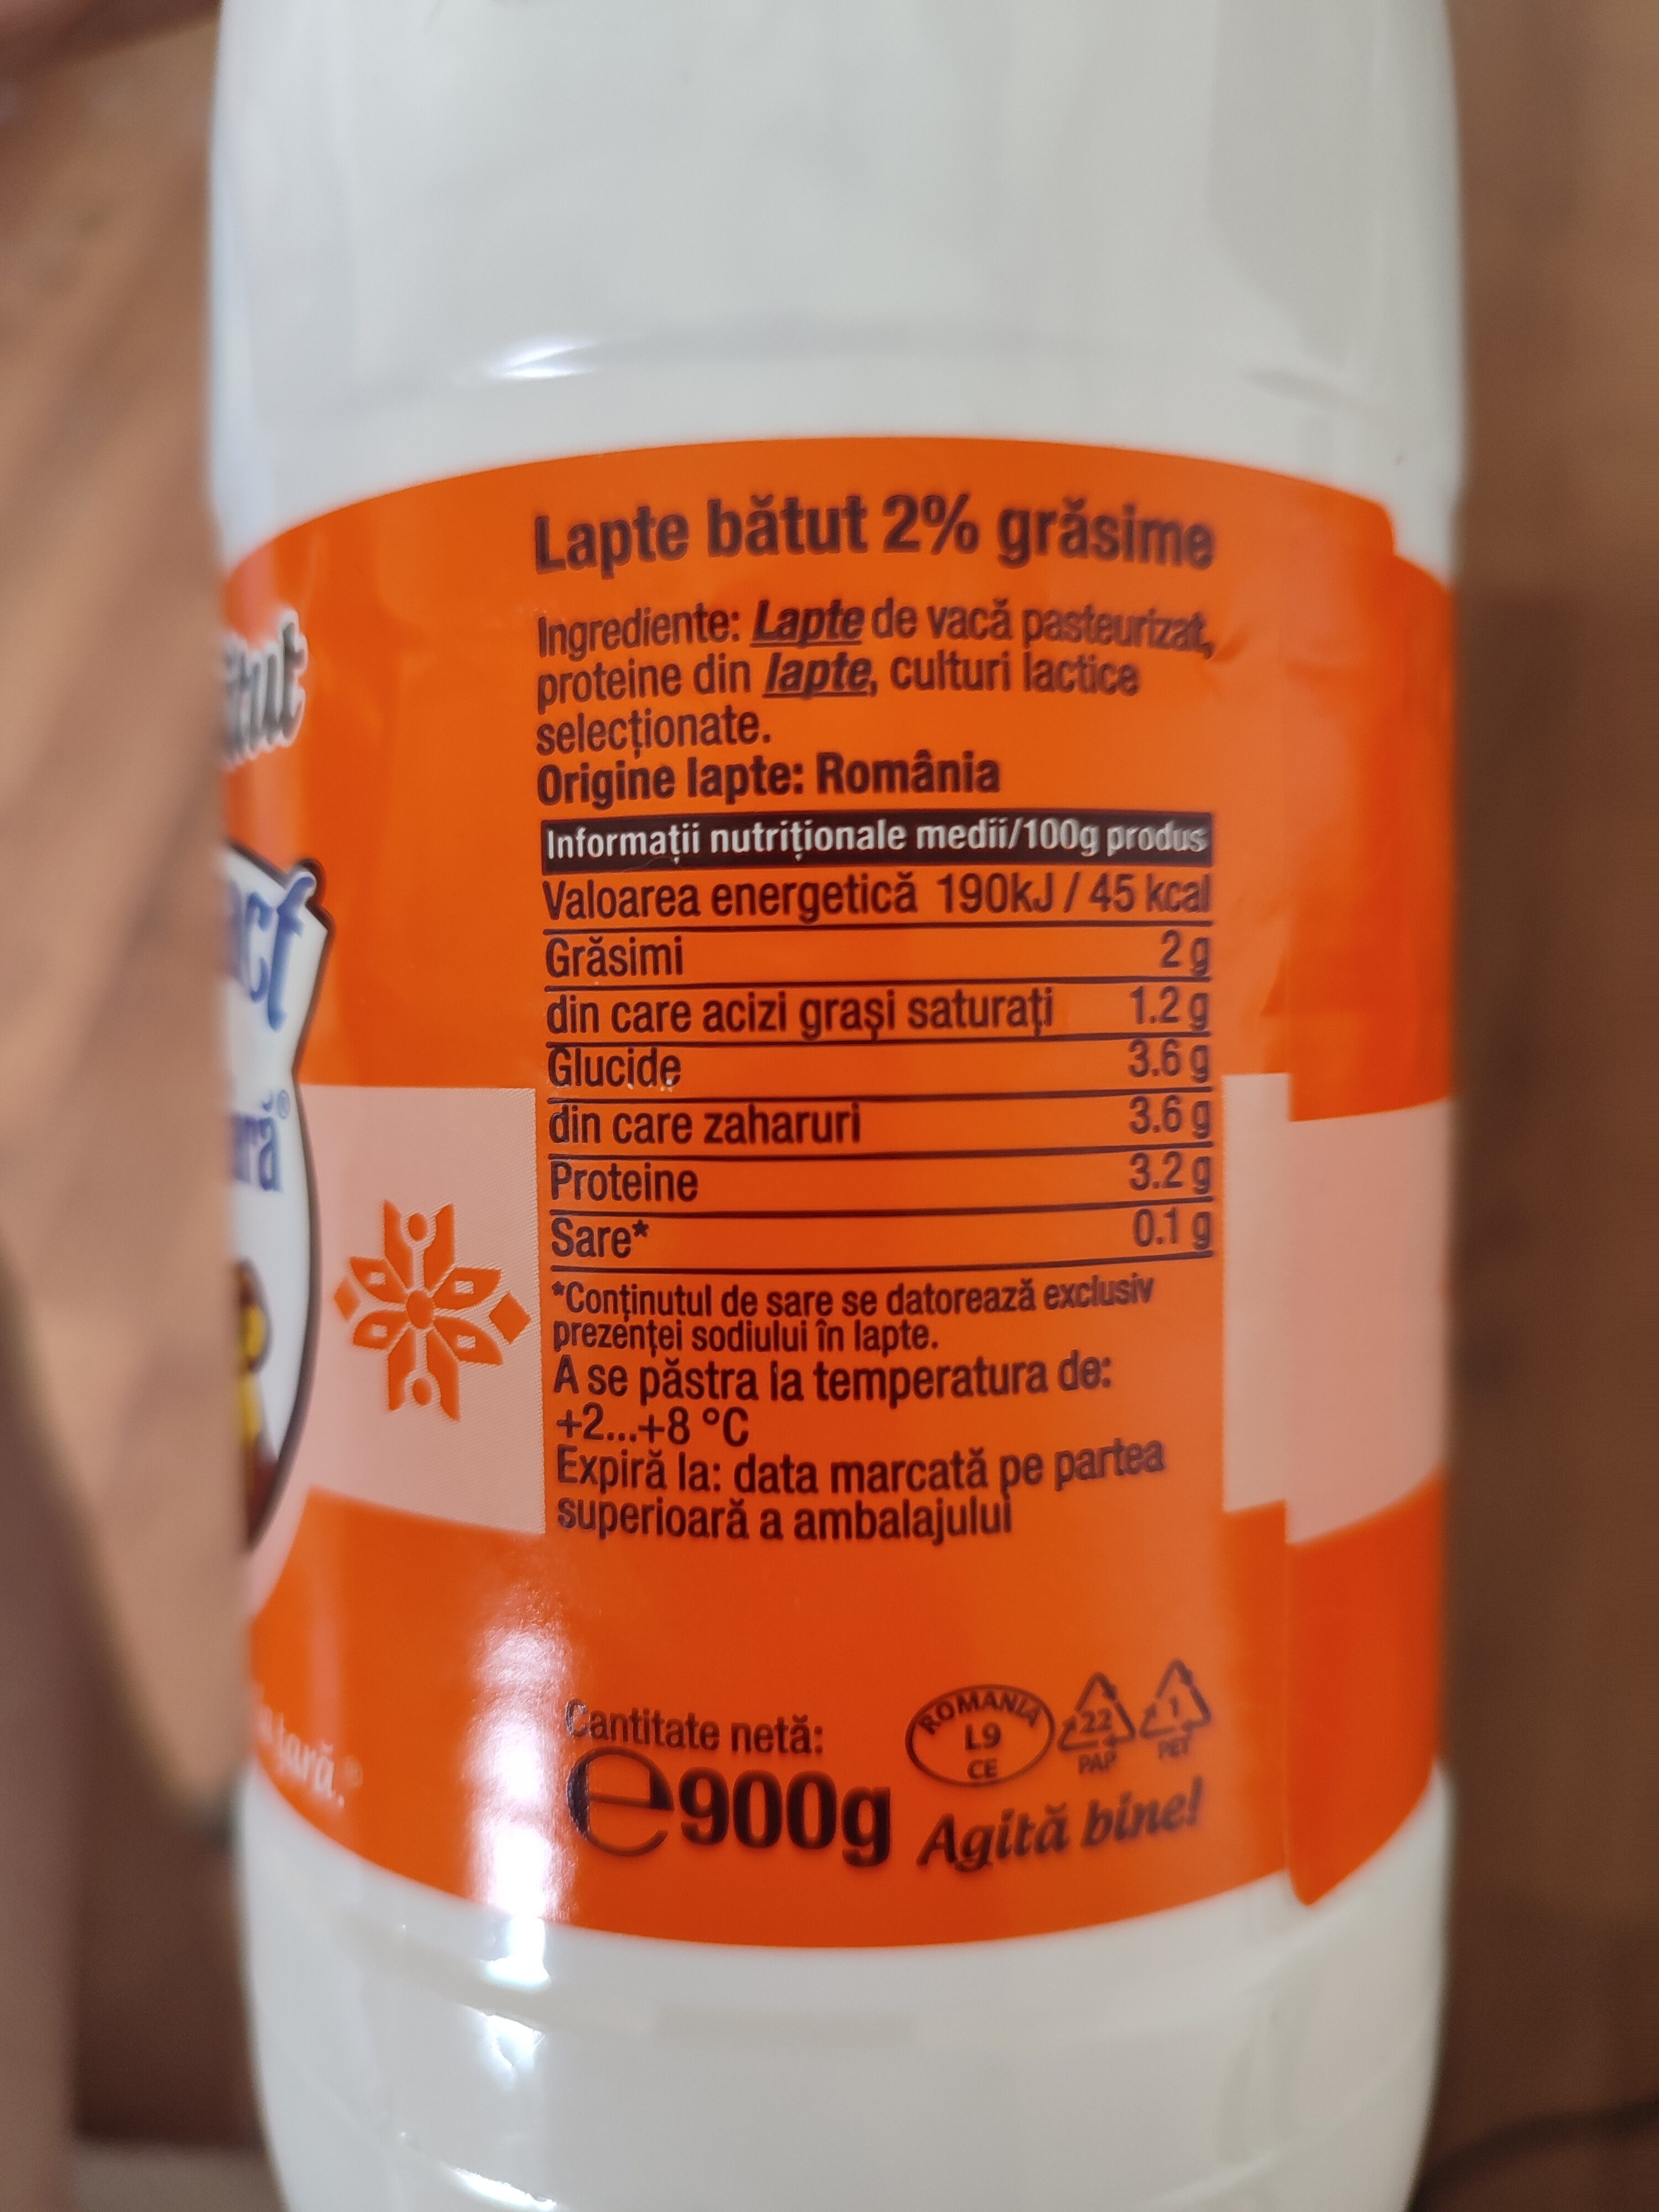 Lapte bătut 2% grăsime
Ingrediente: Lapte de vacă pasteurizat,
proteine din lapte, culturi lactice
selecționate.
Origine lapte: România
Informații nutriționale medii/100g produs
Valoarea energetică 190kJ / 45 kcal
Grăsimi 2 g
din care acizi grași saturați 1.2 g
Glucide 3.6 g
din care zaharuri 3.6 g
Proteine 3.2 g
Sare* 0.1 g
*Conținutul de sare se datorează exclusiv
prezenței sodiului în lapte.
A se păstra la temperatura de:
+2...+8 °C
Expiră la: data marcată pe partea
superioară a ambalajului
Cantitate netă:
℮900g
ROMANIA
L9
CE
22
PAP
1
PET
Agită bine!
țară.®